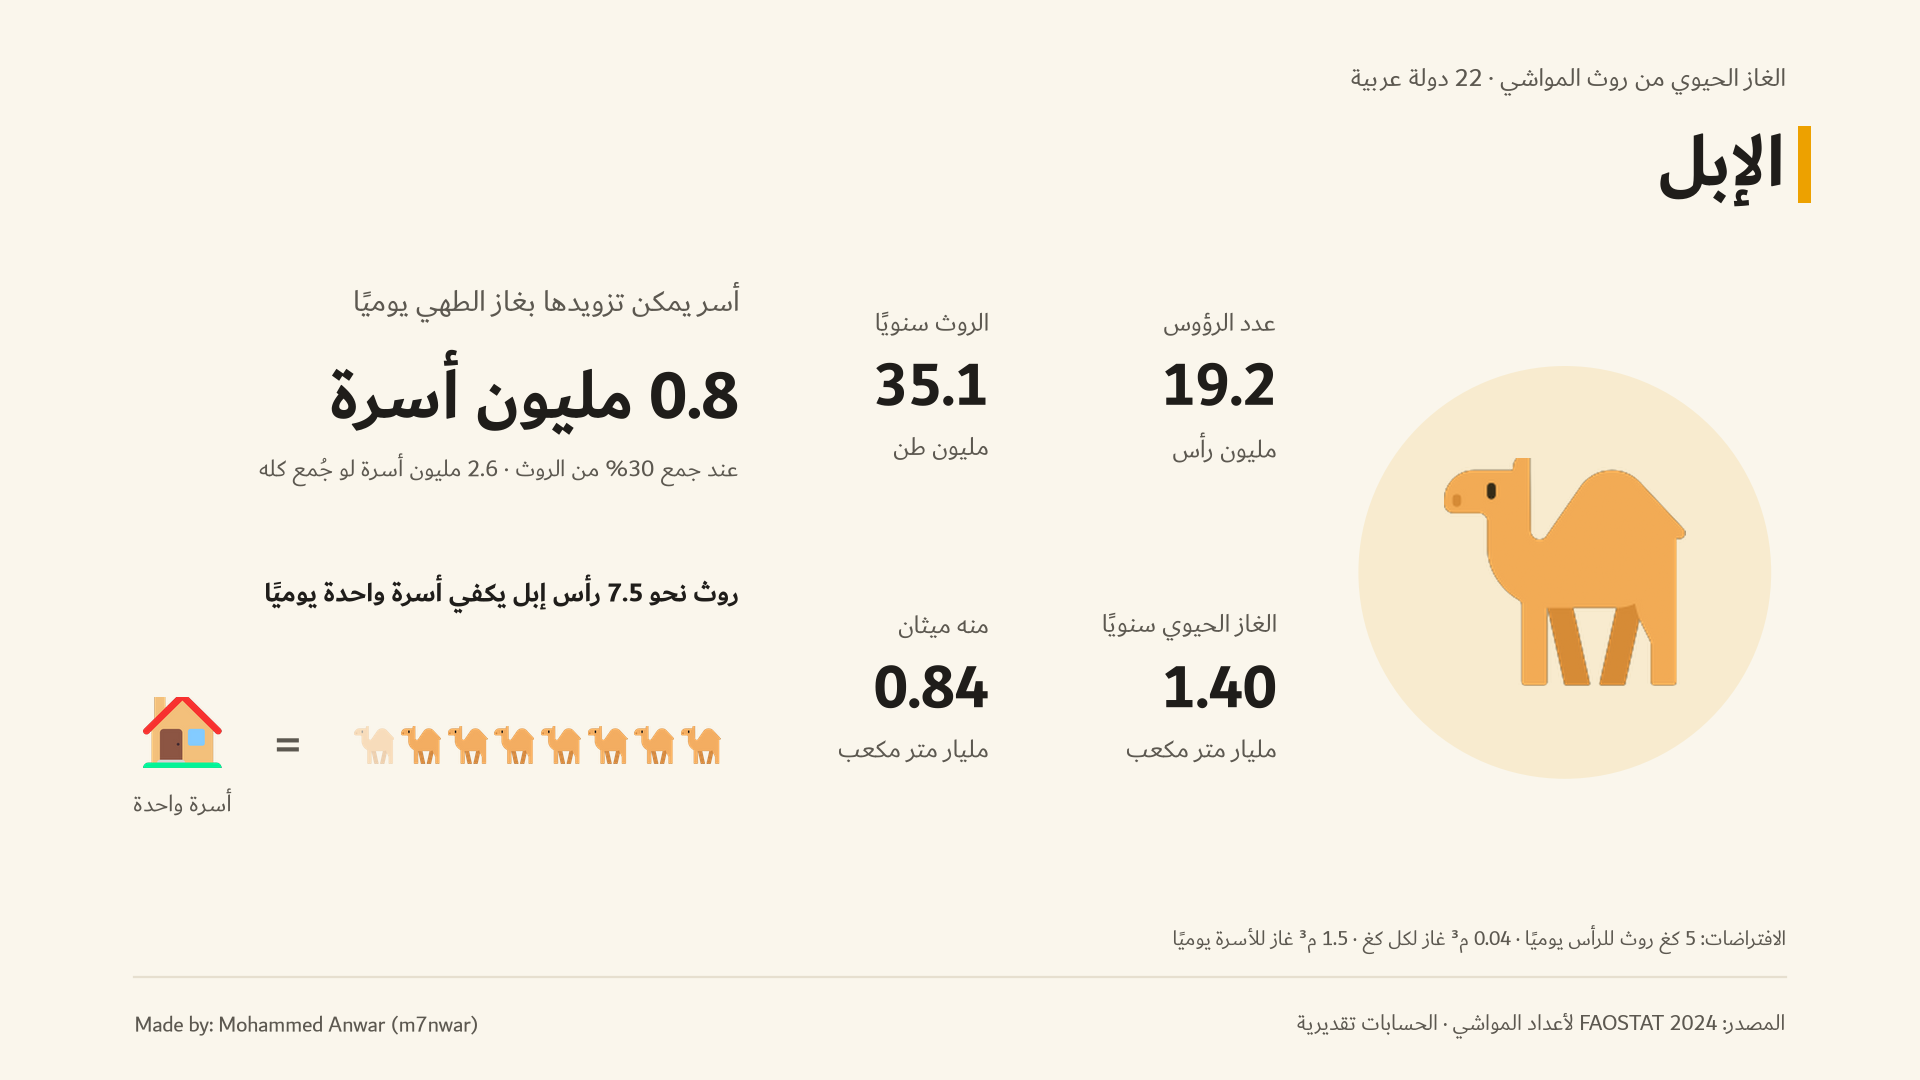 الغاز الحيوي من روث المواشي · 22 دولة عربية
الإبل
عدد الرؤوس
19.2
مليون رأس
الروث سنويًا
35.1
مليون طن
الغاز الحيوي سنويًا
1.40
مليار متر مكعب
منه ميثان
0.84
مليار متر مكعب
أسر يمكن تزويدها بغاز الطهي يوميًا
0.8 مليون أسرة
عند جمع 30% من الروث · 2.6 مليون أسرة لو جُمع كله
روث نحو 7.5 رأس إبل يكفي أسرة واحدة يوميًا
=
أسرة واحدة
الافتراضات: 5 كغ روث للرأس يوميًا · 0.04 م³ غاز لكل كغ · 1.5 م³ غاز للأسرة يوميًا
المصدر: FAOSTAT 2024 لأعداد المواشي · الحسابات تقديرية
Made by: Mohammed Anwar (m7nwar)